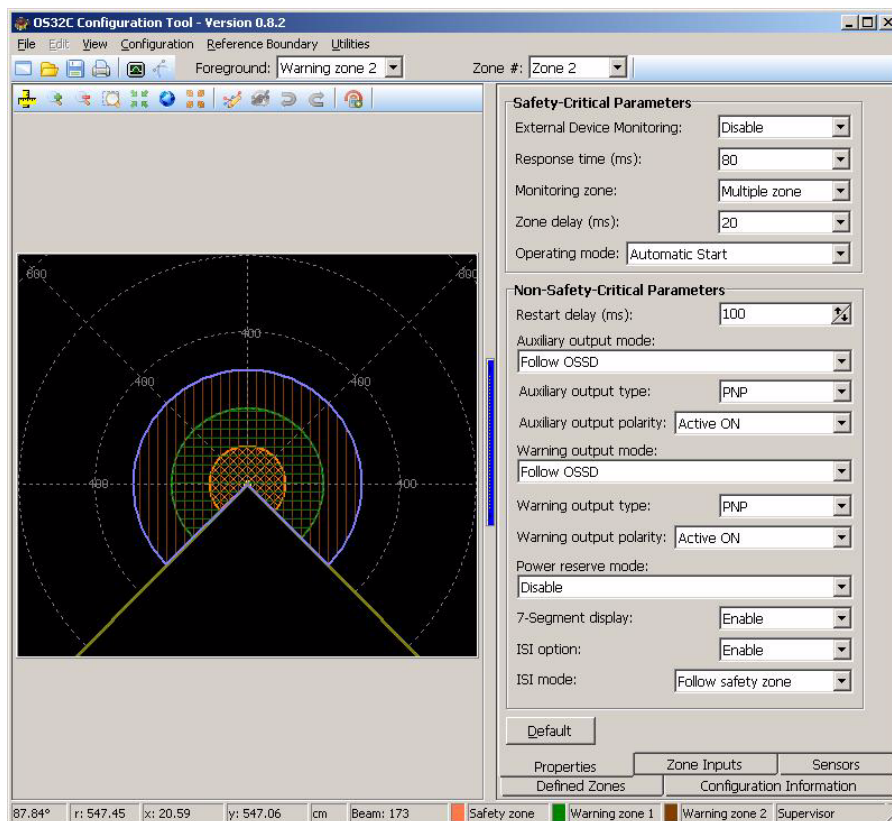 OS32C Configuration Tool - Version 0.8.2
File Edit View Configuration Reference Boundary Utilities
Foreground: Warning zone 2 Zone #: Zone 2
Safety-Critical Parameters
External Device Monitoring: Disable
Response time (ms): 80
Monitoring zone: Multiple zone
Zone delay (ms): 20
Operating mode: Automatic Start
Non-Safety-Critical Parameters
Restart delay (ms): 100
Auxiliary output mode:
Follow OSSD
Auxiliary output type: PNP
Auxiliary output polarity: Active ON
Warning output mode:
Follow OSSD
Warning output type: PNP
Warning output polarity: Active ON
Power reserve mode:
Disable
7-Segment display: Enable
ISI option: Enable
ISI mode: Follow safety zone
Default
Properties Zone Inputs Sensors
Defined Zones Configuration Information
800 800
400
400 400
400 400
87.84° r: 547.45 x: 20.59 y: 547.06 cm Beam: 173 Safety zone Warning zone 1 Warning zone 2 Supervisor